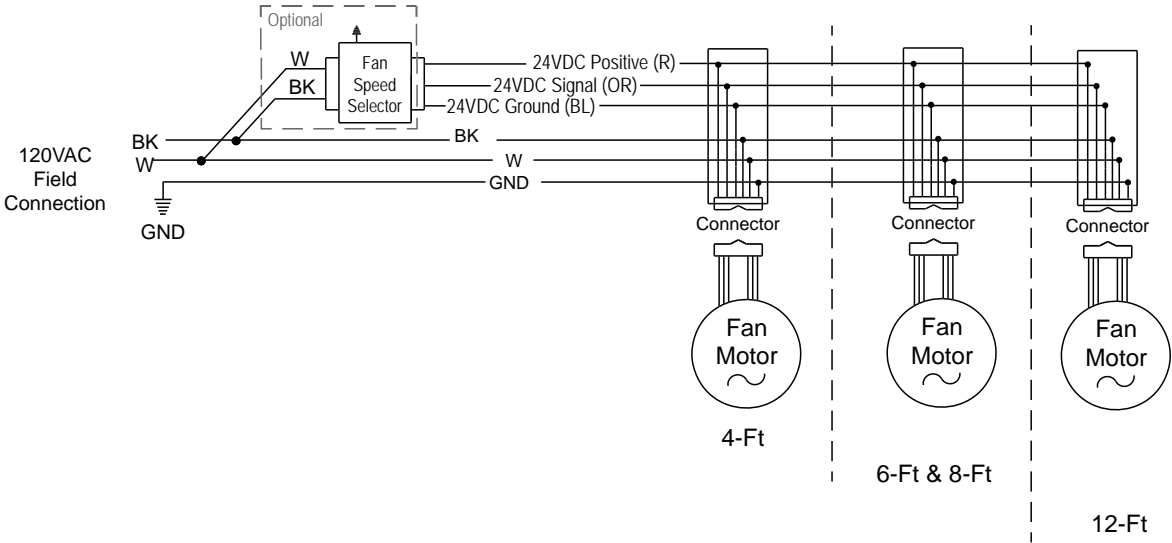 Optional
W
BK
Fan
Speed
Selector
24VDC Positive (R)
24VDC Signal (OR)
24VDC Ground (BL)
BK
W
120VAC
Field
Connection
BK
W
GND
GND
Connector
Connector
Connector
Fan
Motor
Fan
Motor
Fan
Motor
4-Ft
6-Ft & 8-Ft
12-Ft